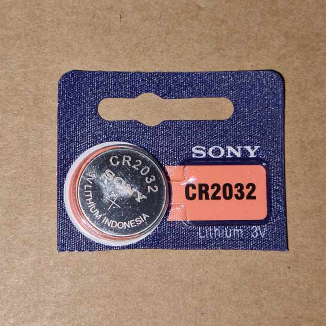 SONY
CR2032
Lithium 3V
CR2032
SONY
+
3V LITHIUM INDONESIA